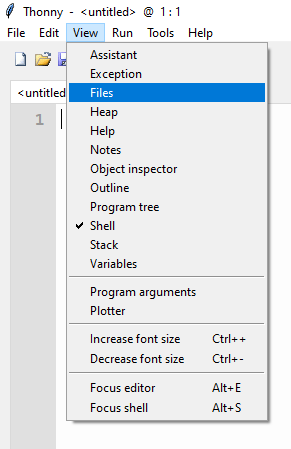 Thonny - <untitled> @ 1:1
File Edit View Run Tools Help
<untitled
1
Assistant
Exception
Files
Heap
Help
Notes
Object inspector
Outline
Program tree
Shell
Stack
Variables
Program arguments
Plotter
Increase font size Ctrl++
Decrease font size Ctrl+-
Focus editor Alt+E
Focus shell Alt+S